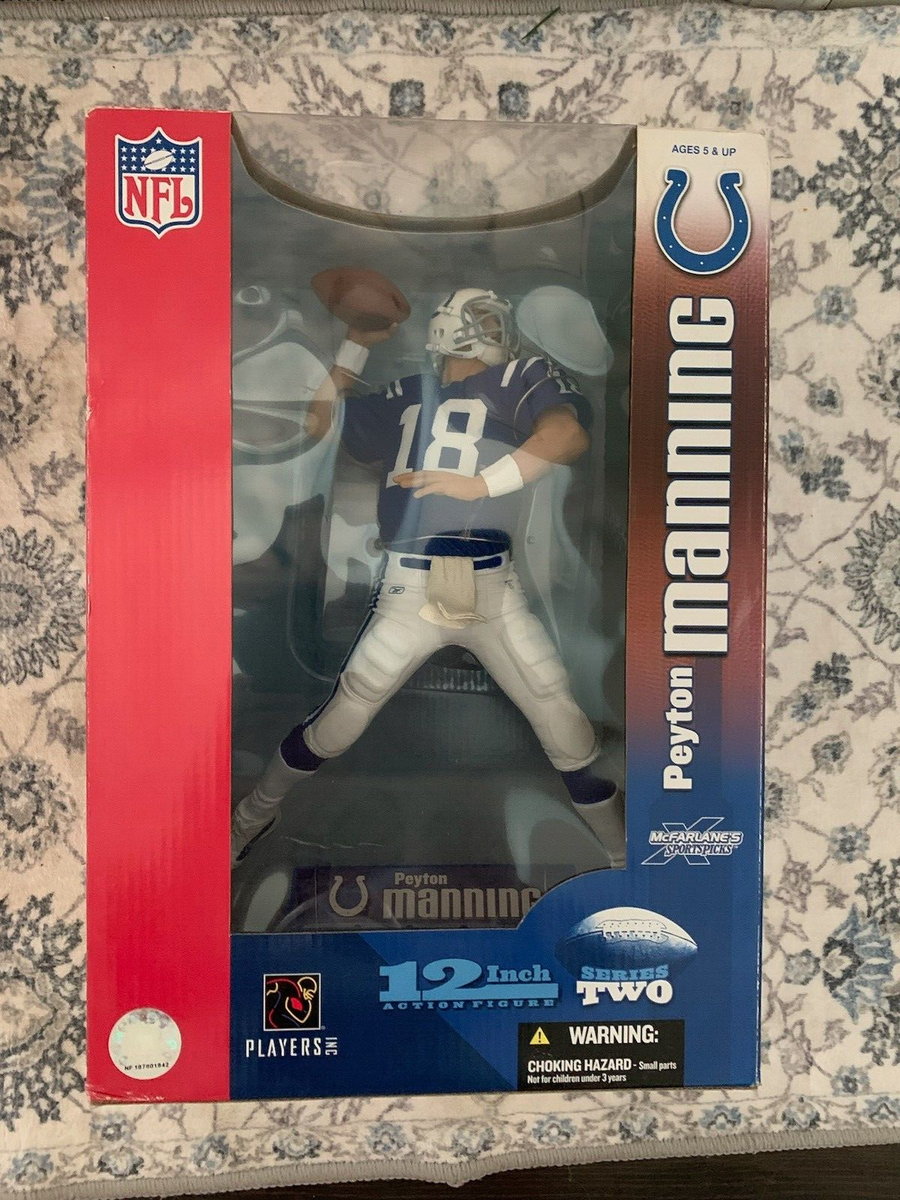 NFL
AGES 5 & UP
Peyton manning
McFARLANE'S
SPORTSPICKS
18
18
Peyton
manning
12 Inch
ACTION FIGURE
SERIES
TWO
PLAYERS INC
WARNING:
CHOKING HAZARD - Small parts
Not for children under 3 years